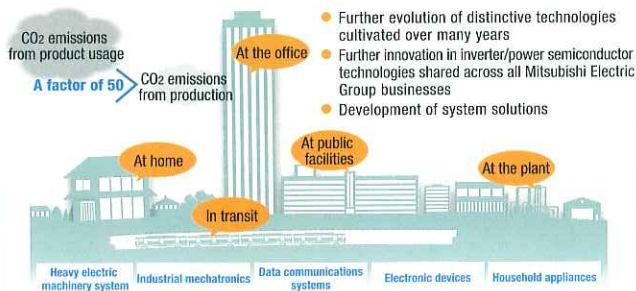 CO2 emissions
from product usage
A factor of 50
CO2 emissions
from production
At the office
Further evolution of distinctive technologies
cultivated over many years
Further innovation in inverter/power semiconductor
technologies shared across all Mitsubishi Electric
Group businesses
Development of system solutions
At home
At public
facilities
At the plant
In transit
Heavy electric
machinery system
Industrial mechatronics
Data communications
systems
Electronic devices
Household appliances